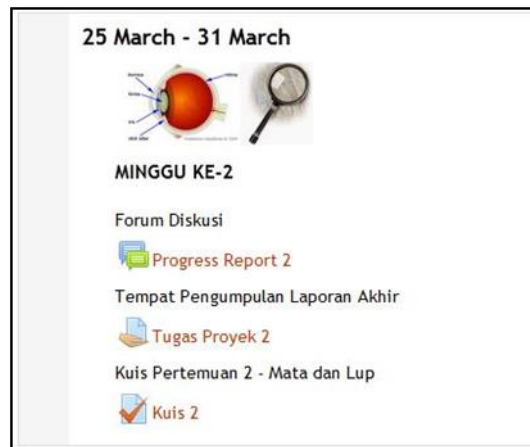 25 March - 31 March
MINGGU KE-2
Forum Diskusi
Progress Report 2
Tempat Pengumpulan Laporan Akhir
Tugas Proyek 2
Kuis Pertemuan 2 - Mata dan Lup
Kuis 2